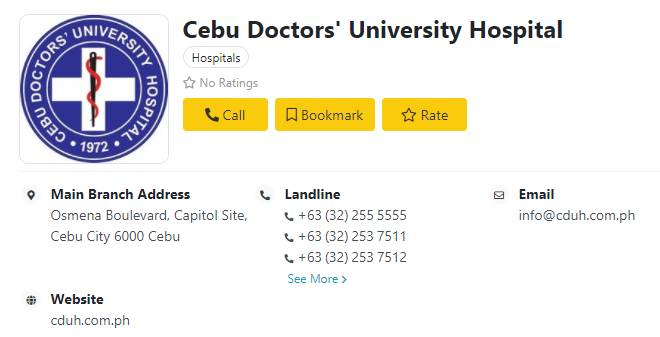 CEBU DOCTORS' UNIVERSITY HOSPITAL
• 1972 •
Cebu Doctors' University Hospital
Hospitals
No Ratings
Call
Bookmark
Rate
Main Branch Address
Osmena Boulevard, Capitol Site,
Cebu City 6000 Cebu
Landline
+63 (32) 255 5555
+63 (32) 253 7511
+63 (32) 253 7512
See More
Email
info@cduh.com.ph
Website
cduh.com.ph